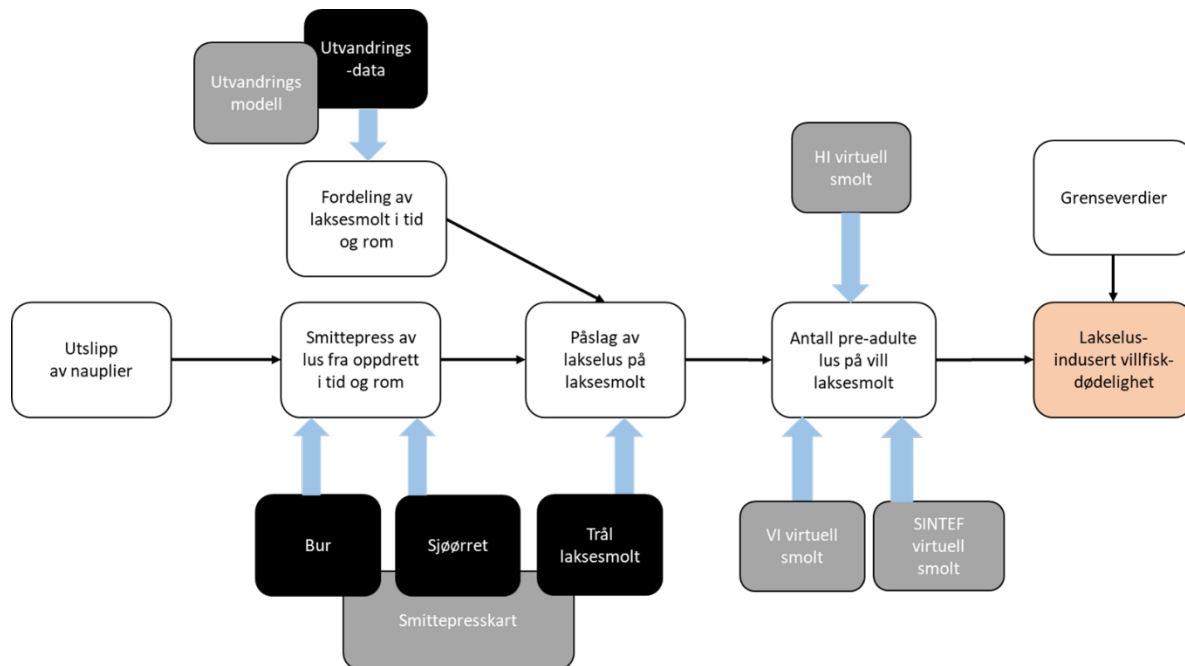 Utvandrings
-data
Utvandrings
modell
Fordeling av
laksesmolt i tid
og rom
HI virtuell
smolt
Grenseverdier
Utslipp
av nauplier
Smittepress av
lus fra oppdrett
i tid og rom
Påslag av
lakselus på
laksesmolt
Antall pre-adulte
lus på vill
laksesmolt
Lakselus-
indusert villfisk-
dødelighet
Bur
Sjøørret
Trål
laksesmolt
Smittepresskart
VI virtuell
smolt
SINTEF
virtuell
smolt